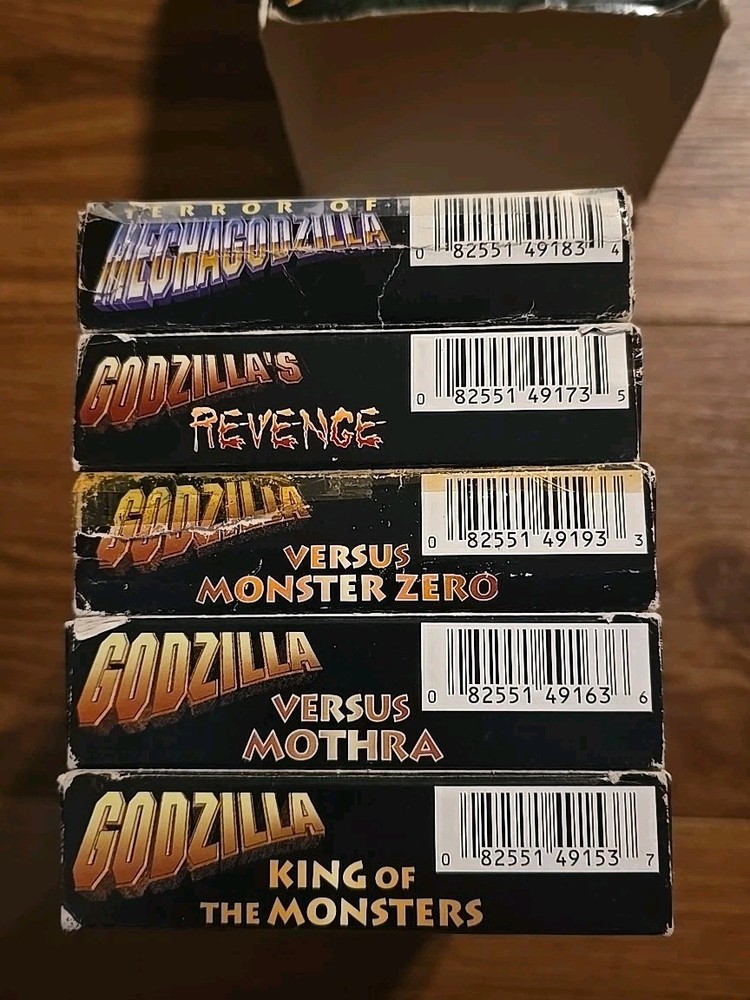 TERROR OF
MECHAGODZILLA
0 82551 49183 4
GODZILLA'S
REVENGE
0 82551 49173 5
GODZILLA
VERSUS
MONSTER ZERO
0 82551 49193 3
GODZILLA
VERSUS
MOTHRA
0 82551 49163 6
GODZILLA
KING OF
THE MONSTERS
0 82551 49153 7